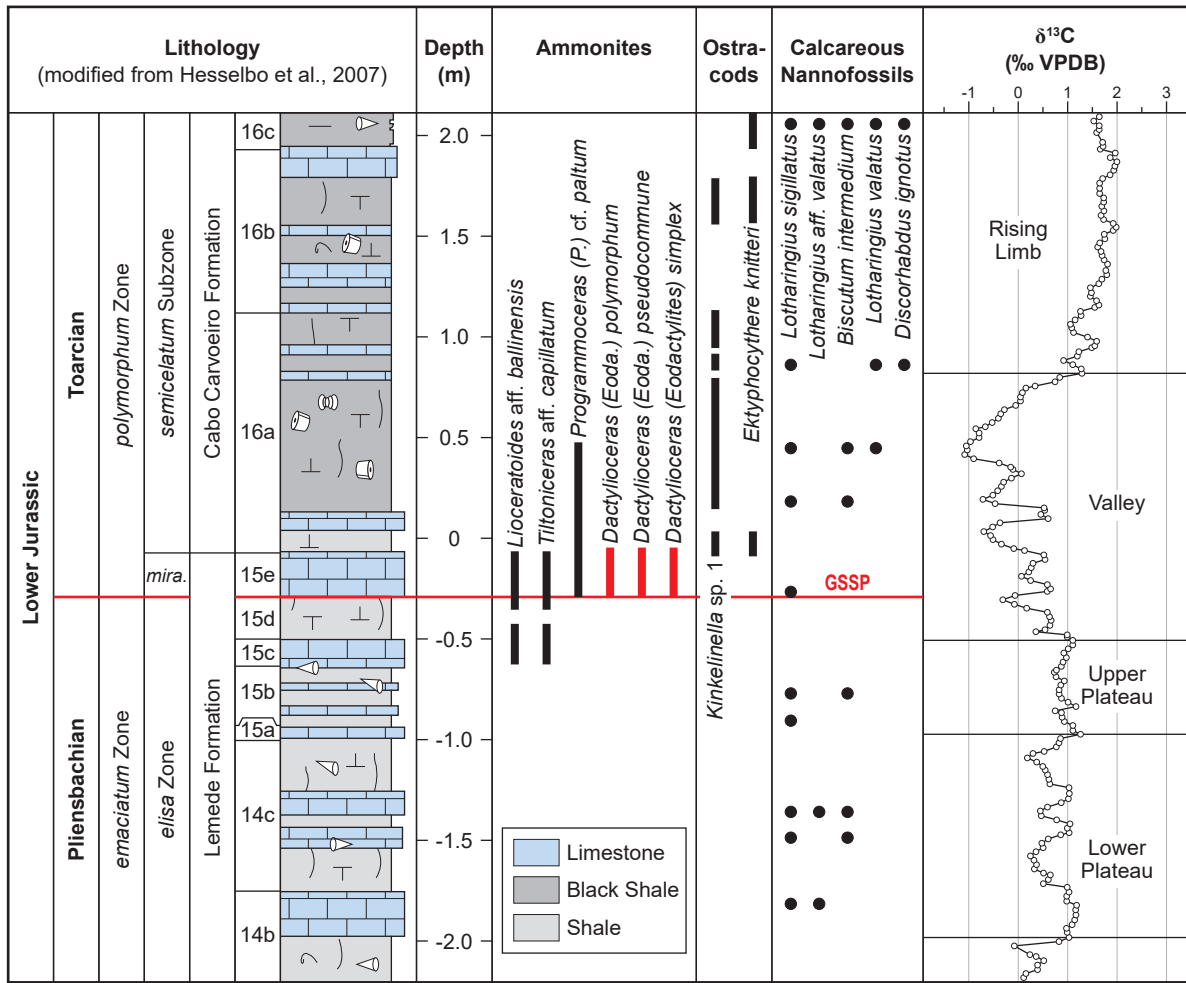 Lithology
(modified from Hesselbo et al., 2007)
Depth
(m)
Ammonites
Ostra-
cods
Calcareous
Nannofossils
δ¹³C
(‰ VPDB)
-1 0 1 2 3
Lower Jurassic
Toarcian
Pliensbachian
polymorphum Zone
emaciatum Zone
semicelatum Subzone
mira.
elisa Zone
Cabo Carvoeiro Formation
Lemede Formation
16c
16b
16a
15e
15d
15c
15b
15a
14c
14b
2.0
1.5
1.0
0.5
0
-0.5
-1.0
-1.5
-2.0
Lioceratoides aff. ballinensis
Tiltoniceras aff. capillatum
Programmoceras (P.) cf. paltum
Dactylioceras (Eoda.) polymorphum
Dactylioceras (Eoda.) pseudocommune
Dactylioceras (Eodactylites) simplex
Kinkelinella sp. 1
Ektyphocythere knitteri
Lotharingius sigillatus
Lotharingius aff. valatus
Biscutum intermedium
Lotharingius valatus
Discorhabdus ignotus
GSSP
Rising
Limb
Valley
Upper
Plateau
Lower
Plateau
Limestone
Black Shale
Shale